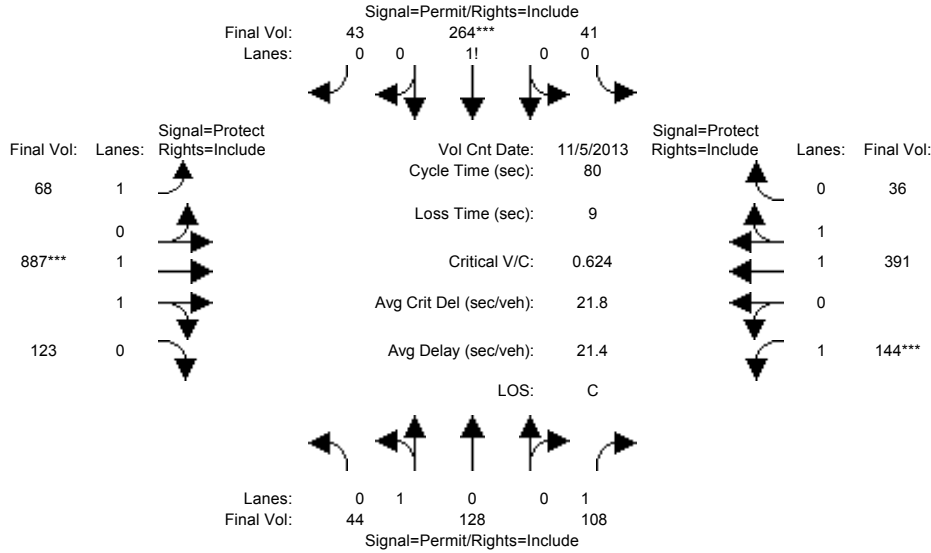 Signal=Permit/Rights=Include
Final Vol: 43 264*** 41
Lanes: 0 0 1! 0 0
Signal=Protect
Final Vol: Lanes: Rights=Include
Vol Cnt Date: 11/5/2013
Signal=Protect
Rights=Include Lanes: Final Vol:
Cycle Time (sec): 80
68 1
0 36
Loss Time (sec): 9
0
1
887*** 1
Critical V/C: 0.624
1 391
1
Avg Crit Del (sec/veh): 21.8
0
123 0
Avg Delay (sec/veh): 21.4
1 144***
LOS: C
Lanes: 0 1 0 0 1
Final Vol: 44 128 108
Signal=Permit/Rights=Include